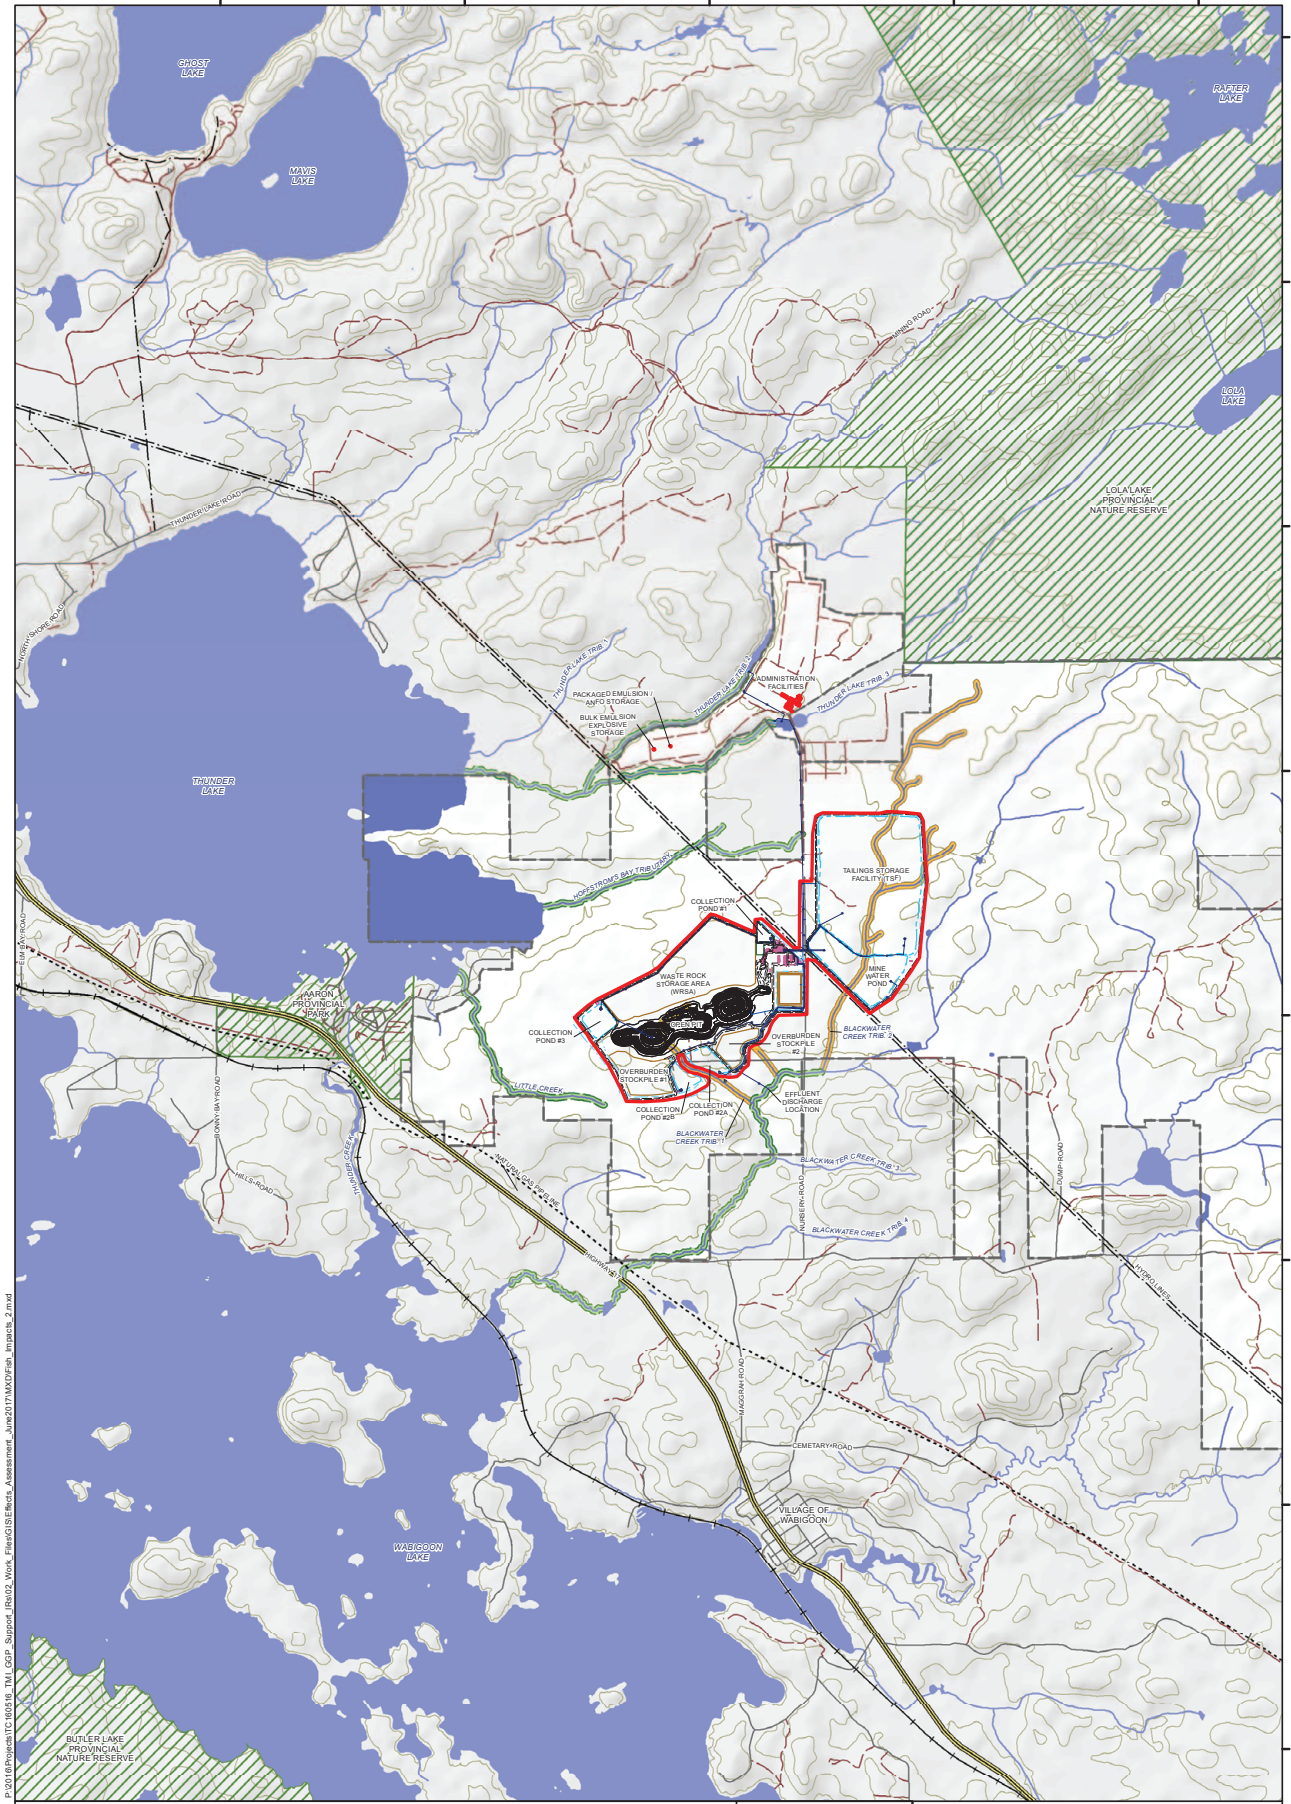 GHOST
LAKE
RAFTER
LAKE
MAVIS
LAKE
MINING ROAD
LOLA
LAKE
THUNDER LAKE ROAD
LOLA LAKE
PROVINCIAL
NATURE RESERVE
NORTH SHORE ROAD
THUNDER LAKE TRIB. 1
THUNDER LAKE TRIB. 2
ADMINISTRATION
FACILITIES
THUNDER LAKE TRIB. 3
PACKAGED EMULSION /
ANFO STORAGE
BULK EMULSION
EXPLOSIVE
STORAGE
THUNDER
LAKE
HOFFSTROM'S BAY TRIBUTARY
TAILINGS STORAGE
FACILITY (TSF)
COLLECTION
POND #1
ELM BAY ROAD
WASTE ROCK
STORAGE AREA
(WRSA)
MINE
WATER
POND
AARON
PROVINCIAL
PARK
OPEN PIT
COLLECTION
POND #3
BLACKWATER
CREEK TRIB. 2
OVERBURDEN
STOCKPILE
#2
OVERBURDEN
STOCKPILE #1
LITTLE CREEK
EFFLUENT
DISCHARGE
LOCATION
COLLECTION
POND #2B
COLLECTION
POND #2A
BLACKWATER
CREEK TRIB. 1
BONNY BAY ROAD
THUNDER CREEK
HILLS ROAD
NATURAL GAS PIPELINE
BLACKWATER CREEK TRIB. 3
NURSERY ROAD
DUMP ROAD
BLACKWATER CREEK TRIB. 4
HIGHWAY 17
HYDRO LINES
MAGGRAH ROAD
CEMETARY ROAD
VILLAGE OF
WABIGOON
WABIGOON
LAKE
BUTLER LAKE
PROVINCIAL
NATURE RESERVE
P:\2016\Projects\TC160516_TMI_GGP_Support_IRs\02_Work_Files\GIS\Effects_Assessment_June2017\MXD\Fish_Impacts_2.mxd